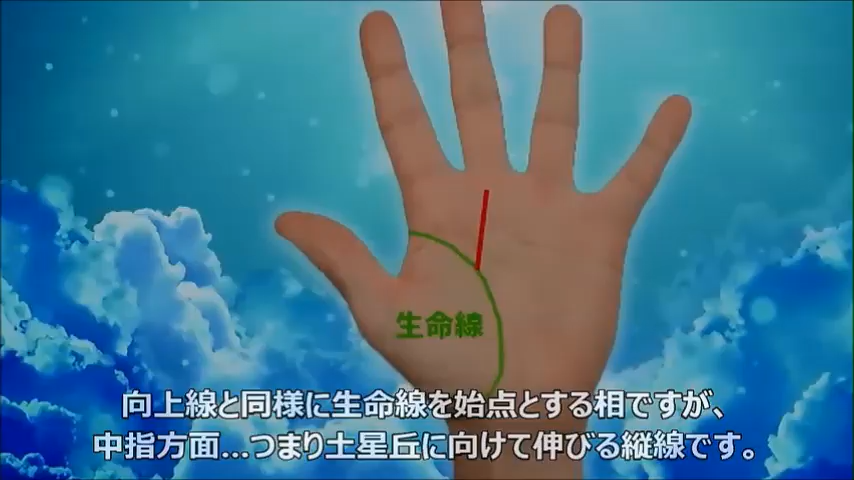 生命線
向上線と同様に生命線を始点とする相ですが、
中指方面…つまり土星丘に向けて伸びる縦線です。